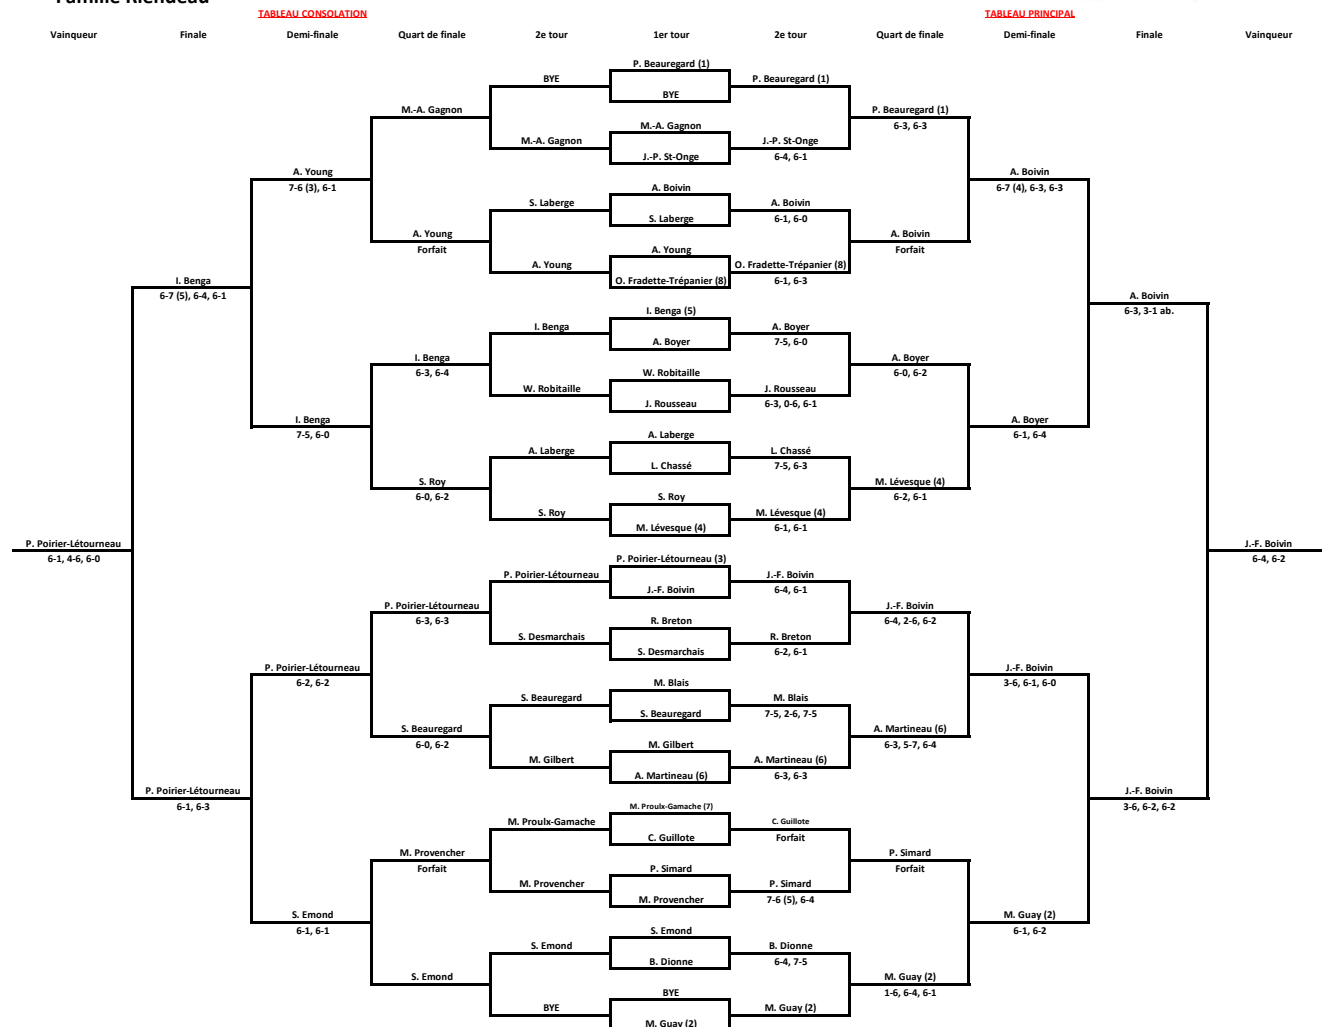 Famille Riendeau
TABLEAU CONSOLATION TABLEAU PRINCIPAL
Vainqueur Finale Demi-finale Quart de finale 2e tour 1er tour 2e tour Quart de finale Demi-finale Finale Vainqueur
P. Beauregard (1)
BYE P. Beauregard (1)
BYE
M.-A. Gagnon P. Beauregard (1)
M.-A. Gagnon 6-3, 6-3
M.-A. Gagnon J.-P. St-Onge
J.-P. St-Onge 6-4, 6-1
A. Young A. Boivin
7-6 (3), 6-1 A. Boivin 6-7 (4), 6-3, 6-3
S. Laberge A. Boivin
S. Laberge 6-1, 6-0
A. Young A. Boivin
Forfait A. Young Forfait
A. Young O. Fradette-Trépanier (8)
I. Benga O. Fradette-Trépanier (8) 6-1, 6-3
6-7 (5), 6-4, 6-1 A. Boivin
I. Benga (5) 6-3, 3-1 ab.
I. Benga A. Boyer
A. Boyer 7-5, 6-0
I. Benga A. Boyer
6-3, 6-4 W. Robitaille 6-0, 6-2
W. Robitaille J. Rousseau
J. Rousseau 6-3, 0-6, 6-1
I. Benga A. Boyer
7-5, 6-0 A. Laberge 6-1, 6-4
A. Laberge L. Chassé
L. Chassé 7-5, 6-3
S. Roy M. Lévesque (4)
6-0, 6-2 S. Roy 6-2, 6-1
S. Roy M. Lévesque (4)
M. Lévesque (4) 6-1, 6-1
P. Poirier-Létourneau J.-F. Boivin
6-1, 4-6, 6-0 P. Poirier-Létourneau (3) 6-4, 6-2
P. Poirier-Létourneau J.-F. Boivin
J.-F. Boivin 6-4, 6-1
P. Poirier-Létourneau J.-F. Boivin
6-3, 6-3 R. Breton 6-4, 2-6, 6-2
S. Desmarchais R. Breton
S. Desmarchais 6-2, 6-1
P. Poirier-Létourneau J.-F. Boivin
6-2, 6-2 M. Blais 3-6, 6-1, 6-0
S. Beauregard M. Blais
S. Beauregard 7-5, 2-6, 7-5
S. Beauregard A. Martineau (6)
6-0, 6-2 M. Gilbert 6-3, 5-7, 6-4
M. Gilbert A. Martineau (6)
A. Martineau (6) 6-3, 6-3
P. Poirier-Létourneau J.-F. Boivin
6-1, 6-3 M. Proulx-Gamache (7) 3-6, 6-2, 6-2
M. Proulx-Gamache C. Guillote
C. Guillote Forfait
M. Provencher P. Simard
Forfait P. Simard Forfait
M. Provencher P. Simard
M. Provencher 7-6 (5), 6-4
S. Emond M. Guay (2)
6-1, 6-1 S. Emond 6-1, 6-2
S. Emond B. Dionne
B. Dionne 6-4, 7-5
S. Emond M. Guay (2)
BYE 1-6, 6-4, 6-1
BYE M. Guay (2)
M. Guay (2)